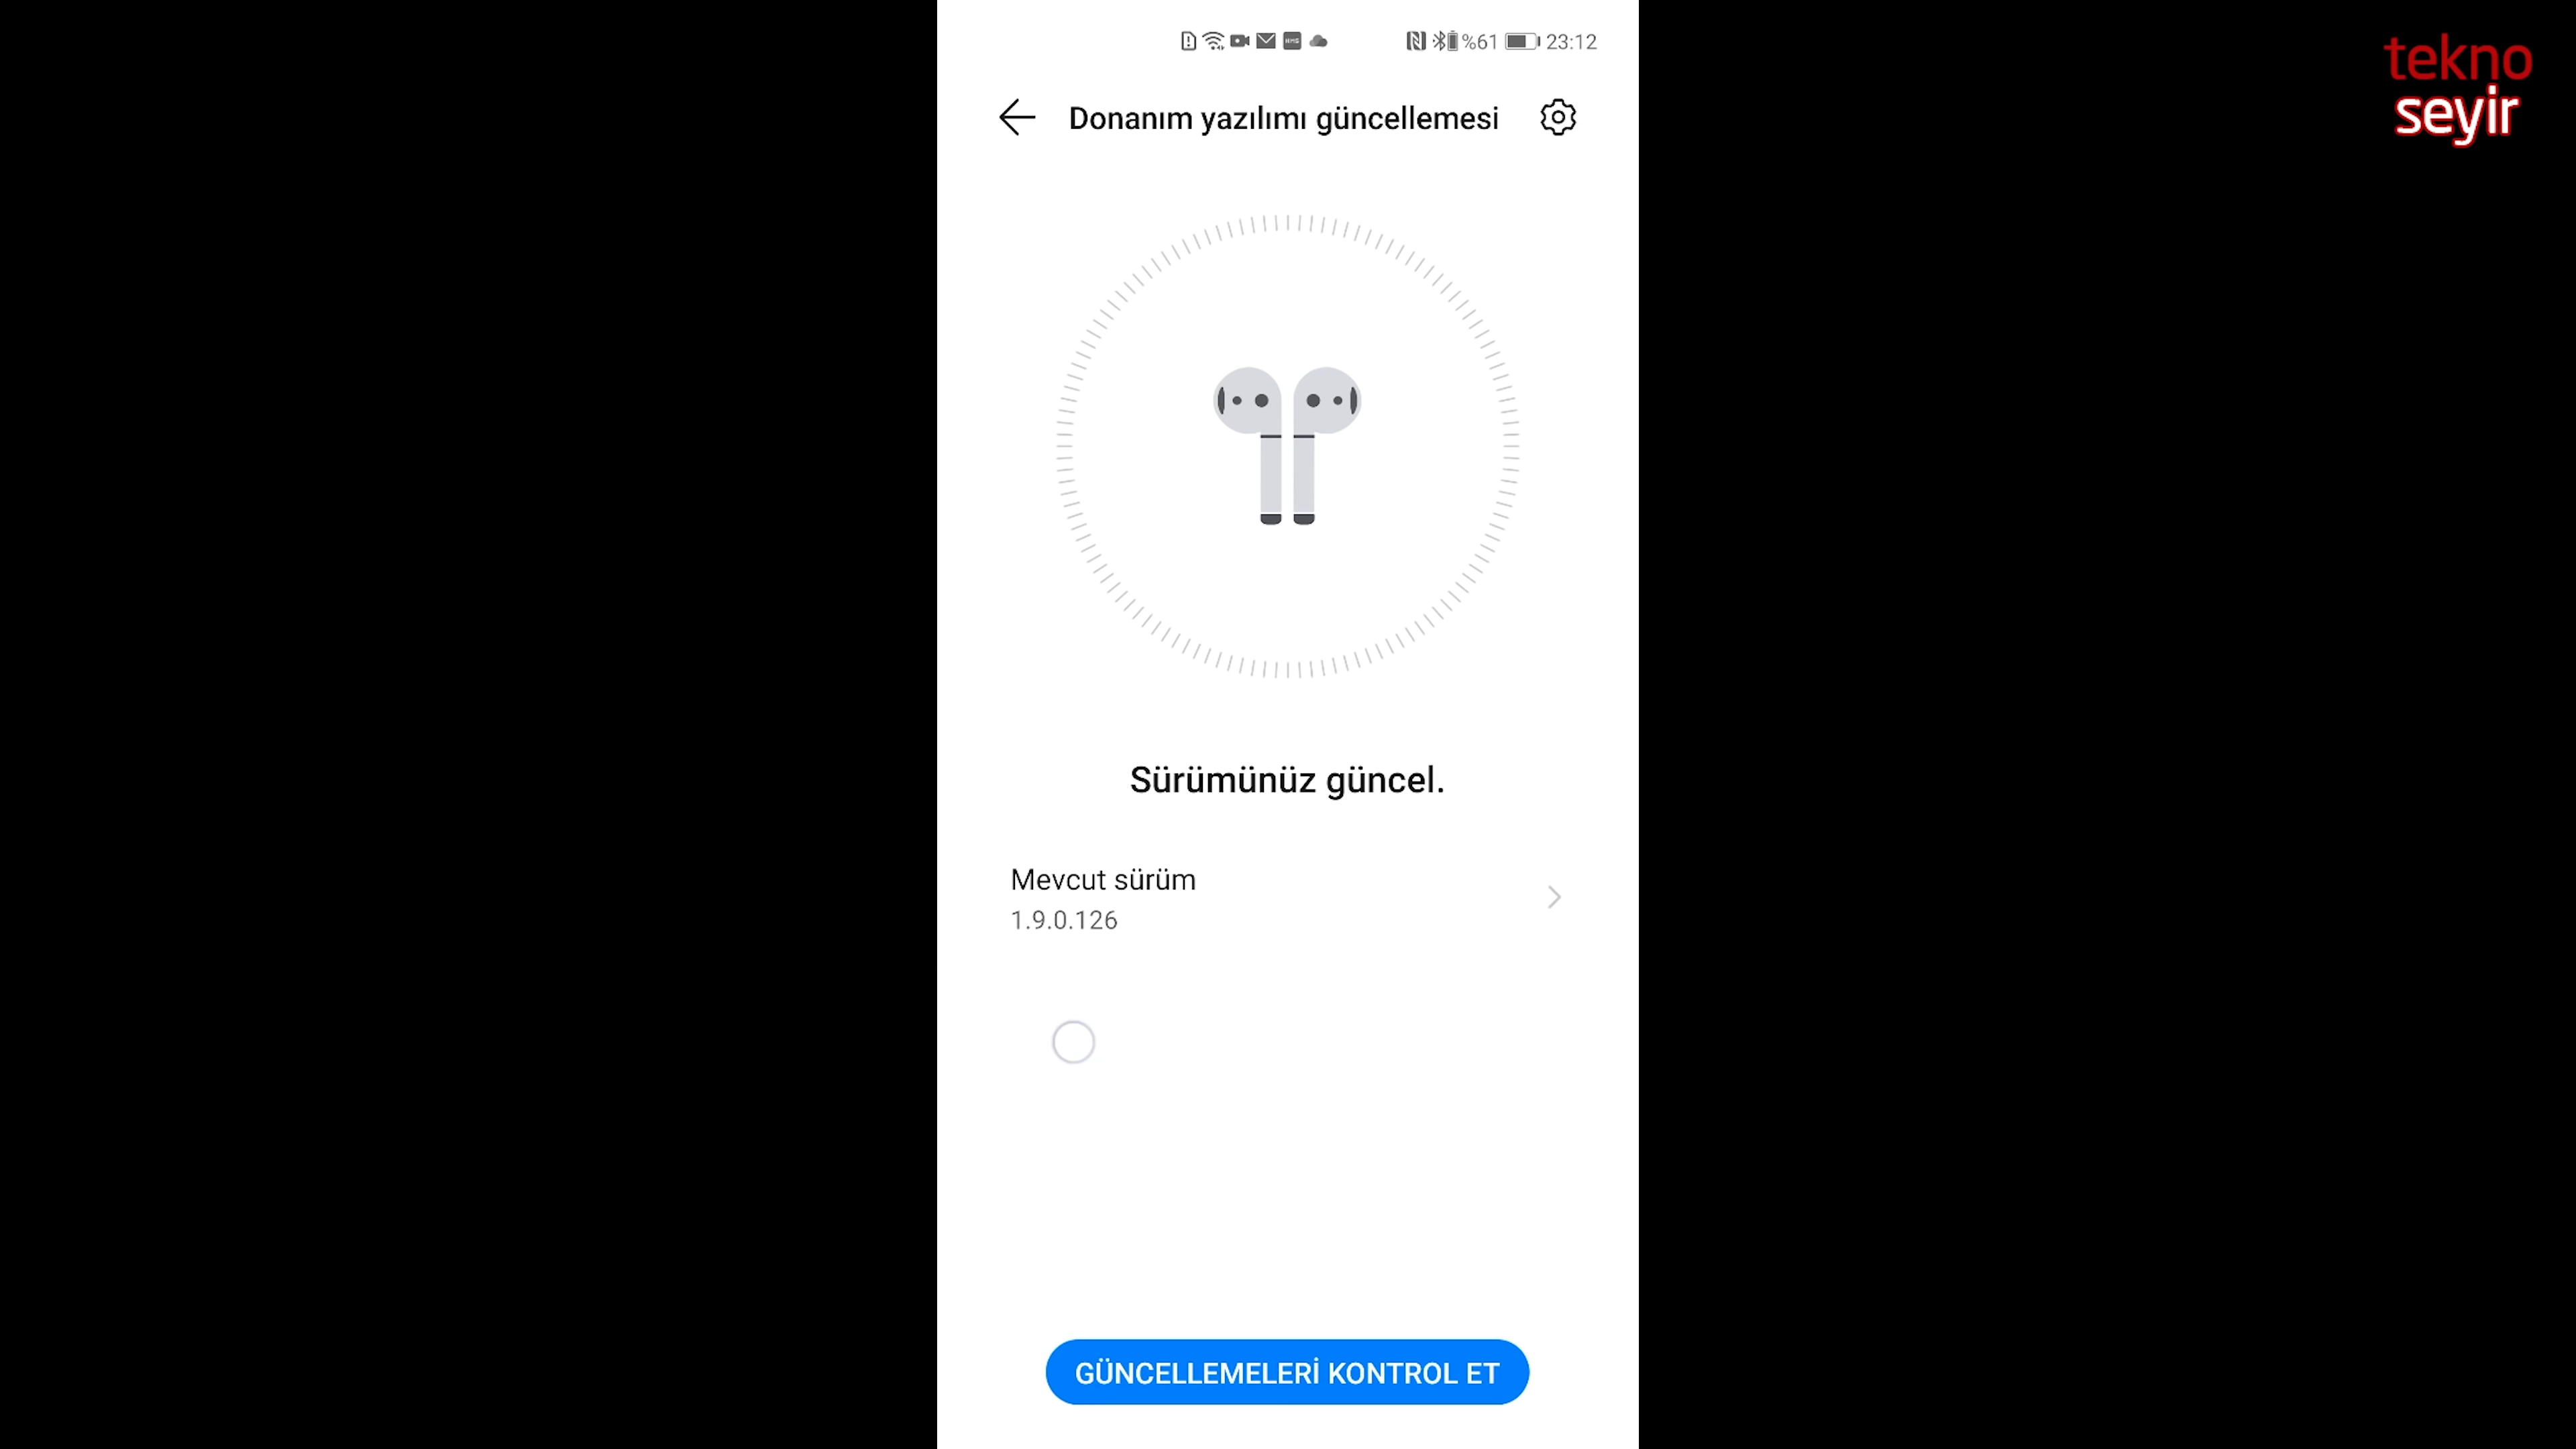 %61 23:12
tekno
seyir
Donanım yazılımı güncellemesi
Sürümünüz güncel.
Mevcut sürüm
1.9.0.126
GÜNCELLEMELERİ KONTROL ET